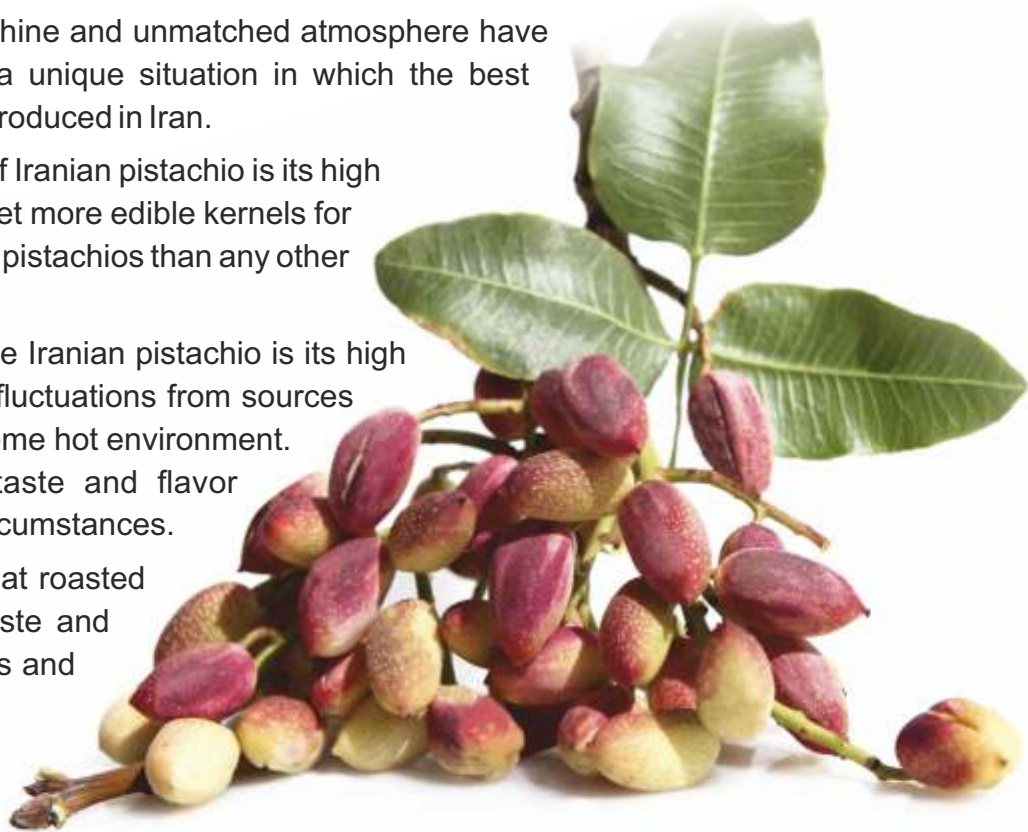 hine and unmatched atmosphere have
a unique situation in which the best
roduced in Iran.
f Iranian pistachio is its high
et more edible kernels for
pistachios than any other
e Iranian pistachio is its high
fluctuations from sources
ome hot environment.
taste and flavor
cumstances.
at roasted
ste and
s and